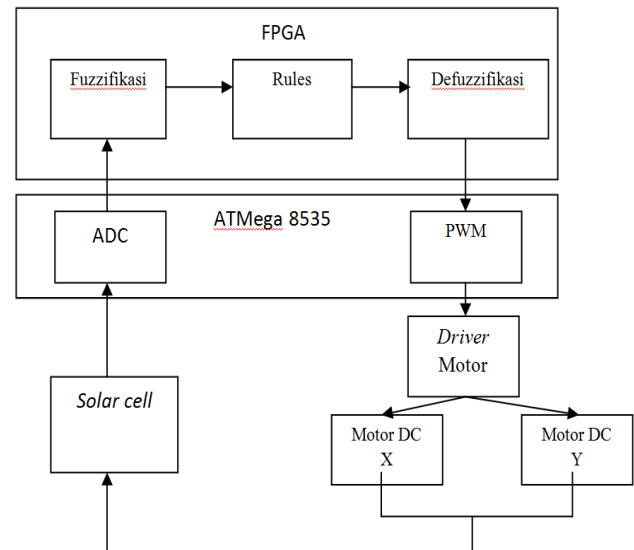 FPGA
Fuzzifikasi
Rules
Defuzzifikasi
ATMega 8535
ADC
PWM
Driver
Motor
Solar cell
Motor DC
X
Motor DC
Y